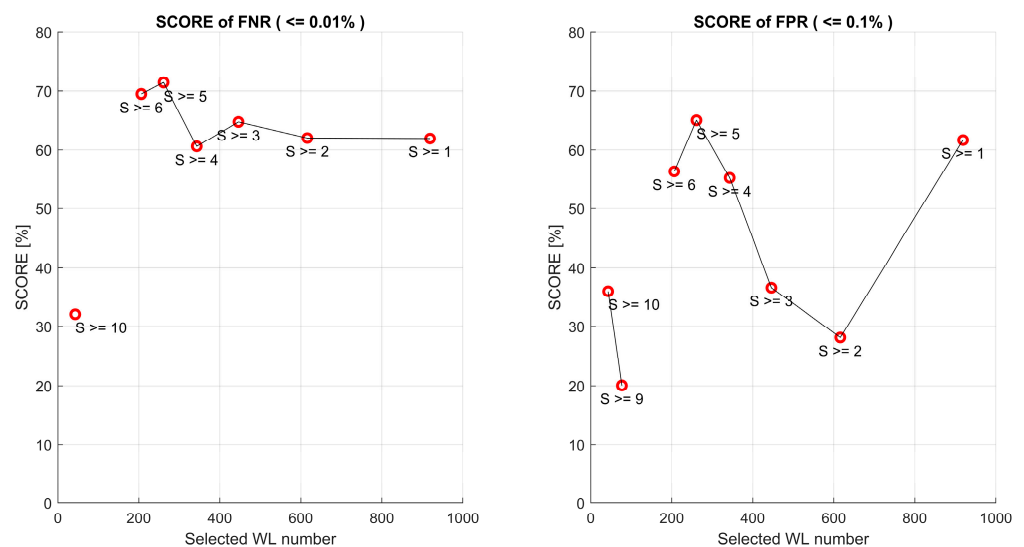 SCORE of FNR ( <= 0.01% )
80
70
60
50
40
30
20
10
0
SCORE [%]
S >= 6
S >= 5
S >= 4
S >= 3
S >= 2
S >= 1
S >= 10
0 200 400 600 800 1000
Selected WL number
SCORE of FPR ( <= 0.1% )
80
70
60
50
40
30
20
10
0
SCORE [%]
S >= 5
S >= 1
S >= 6
S >= 4
S >= 10
S >= 3
S >= 2
S >= 9
0 200 400 600 800 1000
Selected WL number